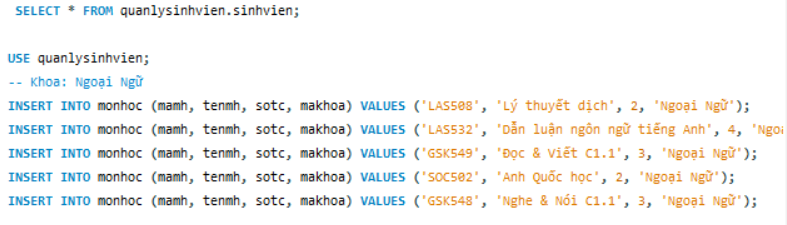 SELECT * FROM quanlysinhvien.sinhvien;
USE quanlysinhvien;
-- Khoa: Ngoại Ngữ
INSERT INTO monhoc (mamh, tenmh, sotc, makhoa) VALUES ('LAS508', 'Lý thuyết dịch', 2, 'Ngoại Ngữ');
INSERT INTO monhoc (mamh, tenmh, sotc, makhoa) VALUES ('LAS532', 'Dẫn luận ngôn ngữ tiếng Anh', 4, 'Ngoạ
INSERT INTO monhoc (mamh, tenmh, sotc, makhoa) VALUES ('GSK549', 'Đọc & Viết C1.1', 3, 'Ngoại Ngữ');
INSERT INTO monhoc (mamh, tenmh, sotc, makhoa) VALUES ('SOC502', 'Anh Quốc học', 2, 'Ngoại Ngữ');
INSERT INTO monhoc (mamh, tenmh, sotc, makhoa) VALUES ('GSK548', 'Nghe & Nói C1.1', 3, 'Ngoại Ngữ');